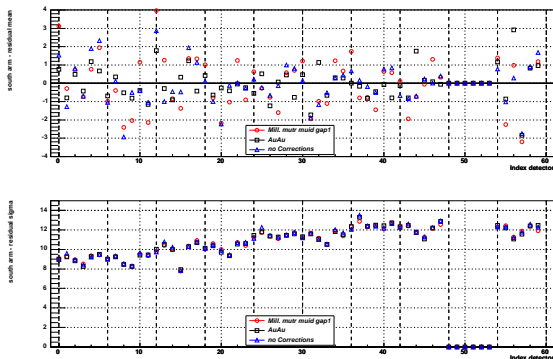 south arm - residual mean
4
3
2
1
0
-1
-2
-3
-4
0 10 20 30 40 50 60
Index detector
Mill. mutr muid gap1
AuAu
no Corrections
south arm - residual sigma
14
12
10
8
6
4
2
0
0 10 20 30 40 50 60
Index detector
Mill. mutr muid gap1
AuAu
no Corrections